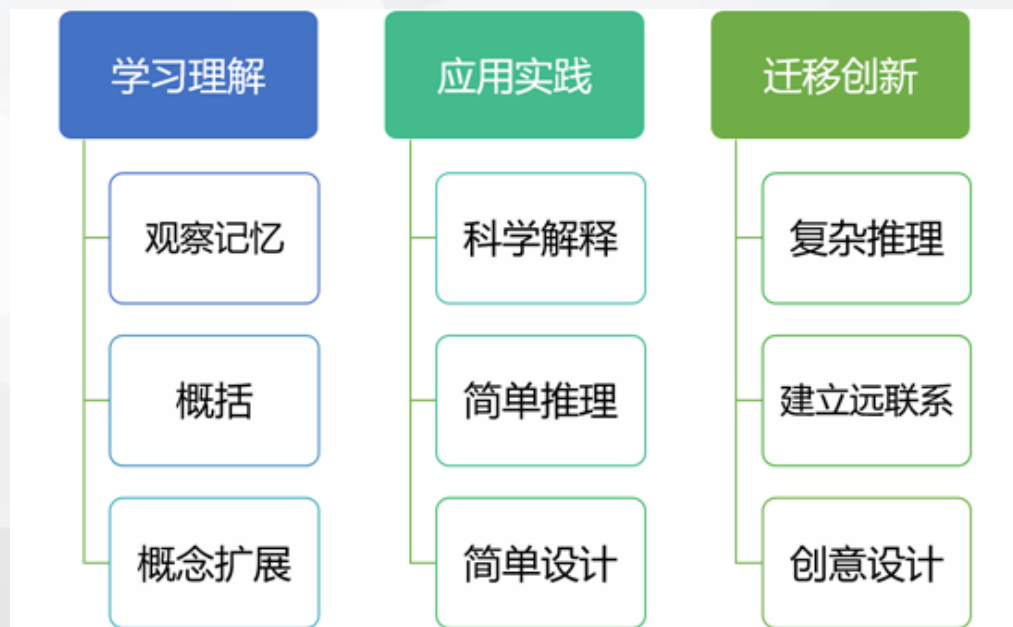 学习理解
观察记忆
概括
概念扩展
应用实践
科学解释
简单推理
简单设计
迁移创新
复杂推理
建立远联系
创意设计